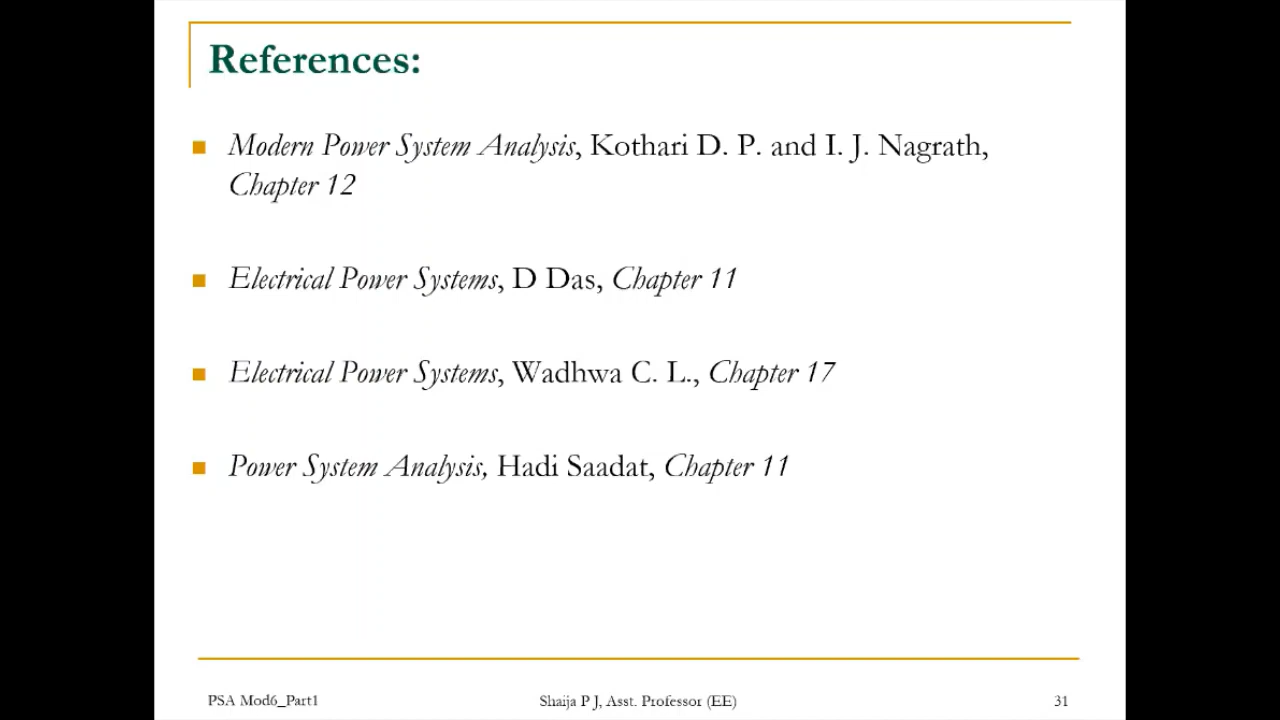 References:
Modern Power System Analysis, Kothari D. P. and I. J. Nagrath,
Chapter 12
Electrical Power Systems, D Das, Chapter 11
Electrical Power Systems, Wadhwa C. L., Chapter 17
Power System Analysis, Hadi Saadat, Chapter 11
PSA Mod6_Part1 Shaija P J, Asst. Professor (EE) 31